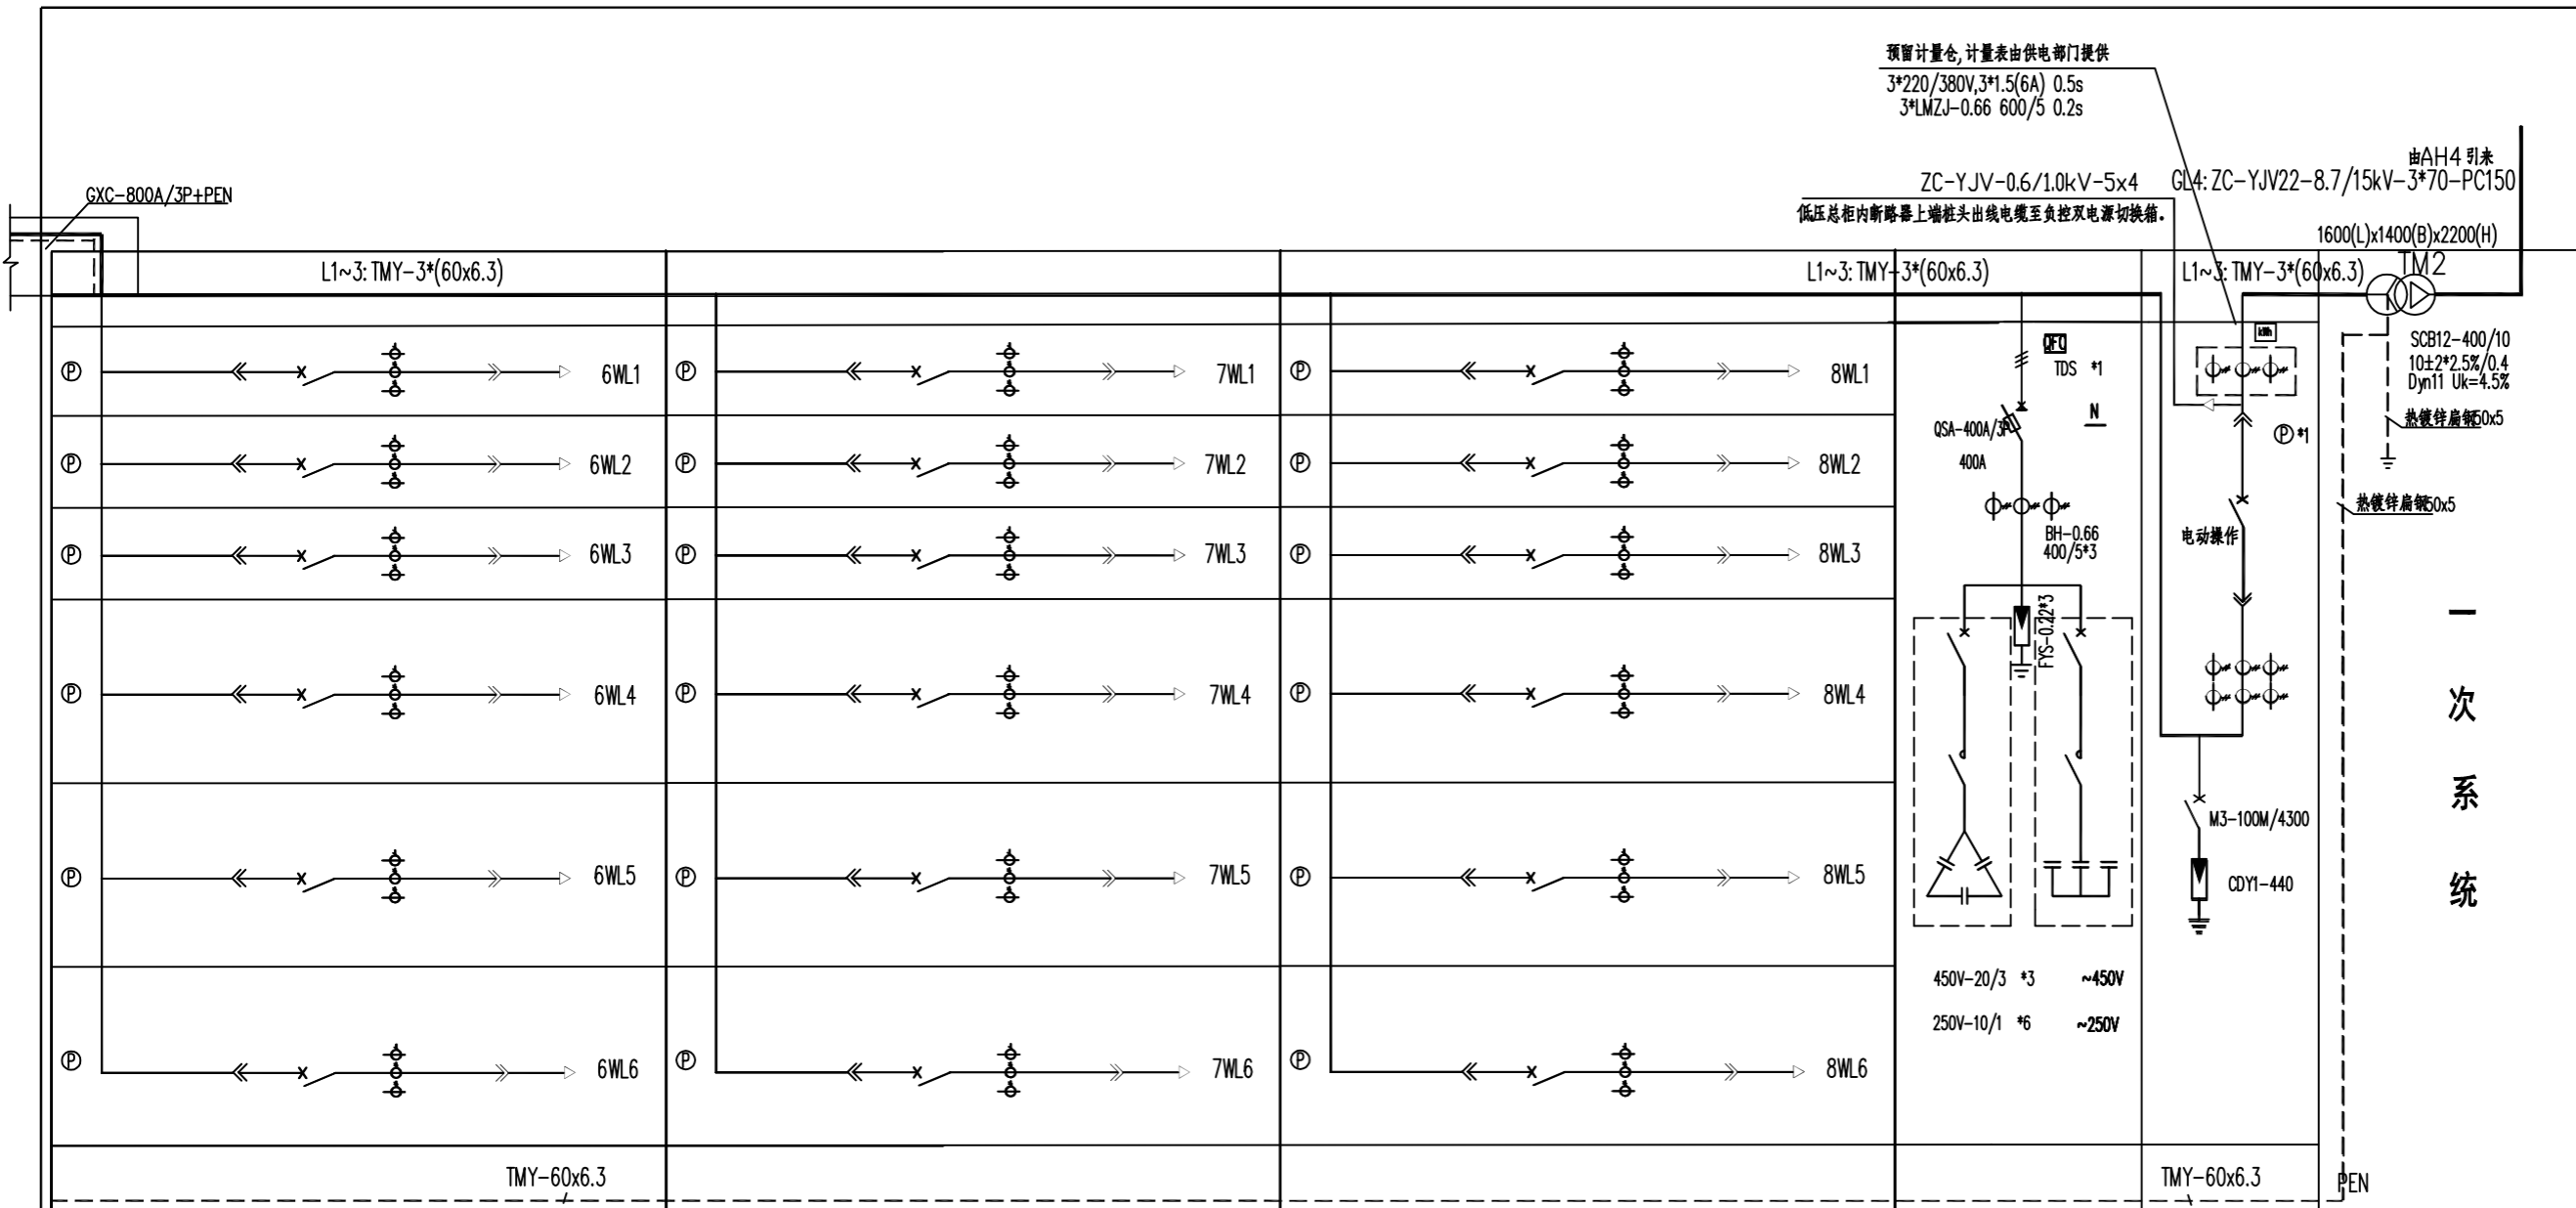 预留计量仓,计量表由供电部门提供
3*220/380V,3*1.5(6A) 0.5s
3*LMZJ-0.66 600/5 0.2s
由AH4引来
ZC-YJV-0.6/1.0kV-5x4
GL4:ZC-YJV22-8.7/15kV-3*70-PC150
GXC-800A/3P+PEN
低压总柜内断路器上端桩头出线电缆至负控双电源切换箱.
1600(L)x1400(B)x2200(H)
L1~3:TMY-3*(60x6.3)
L1~3:TMY-3*(60x6.3)
L1~3:TMY-3*(60x6.3)
TM2
kWh
SCB12-400/10
10±2*2.5%/0.4
Dyn11 Uk=4.5%
热镀锌扁钢50x5
热镀锌扁钢50x5
P 6WL1
P 7WL1
P 8WL1
P 6WL2
P 7WL2
P 8WL2
P 6WL3
P 7WL3
P 8WL3
P 6WL4
P 7WL4
P 8WL4
P 6WL5
P 7WL5
P 8WL5
P 6WL6
P 7WL6
P 8WL6
TDS *1
N
QSA-400A/3P
400A
BH-0.66
400/5*3
FYS-0.22*3
450V-20/3 *3 ~450V
250V-10/1 *6 ~250V
P *1
电动操作
M3-100M/4300
CDY1-440
一
次
系
统
TMY-60x6.3
TMY-60x6.3
PEN